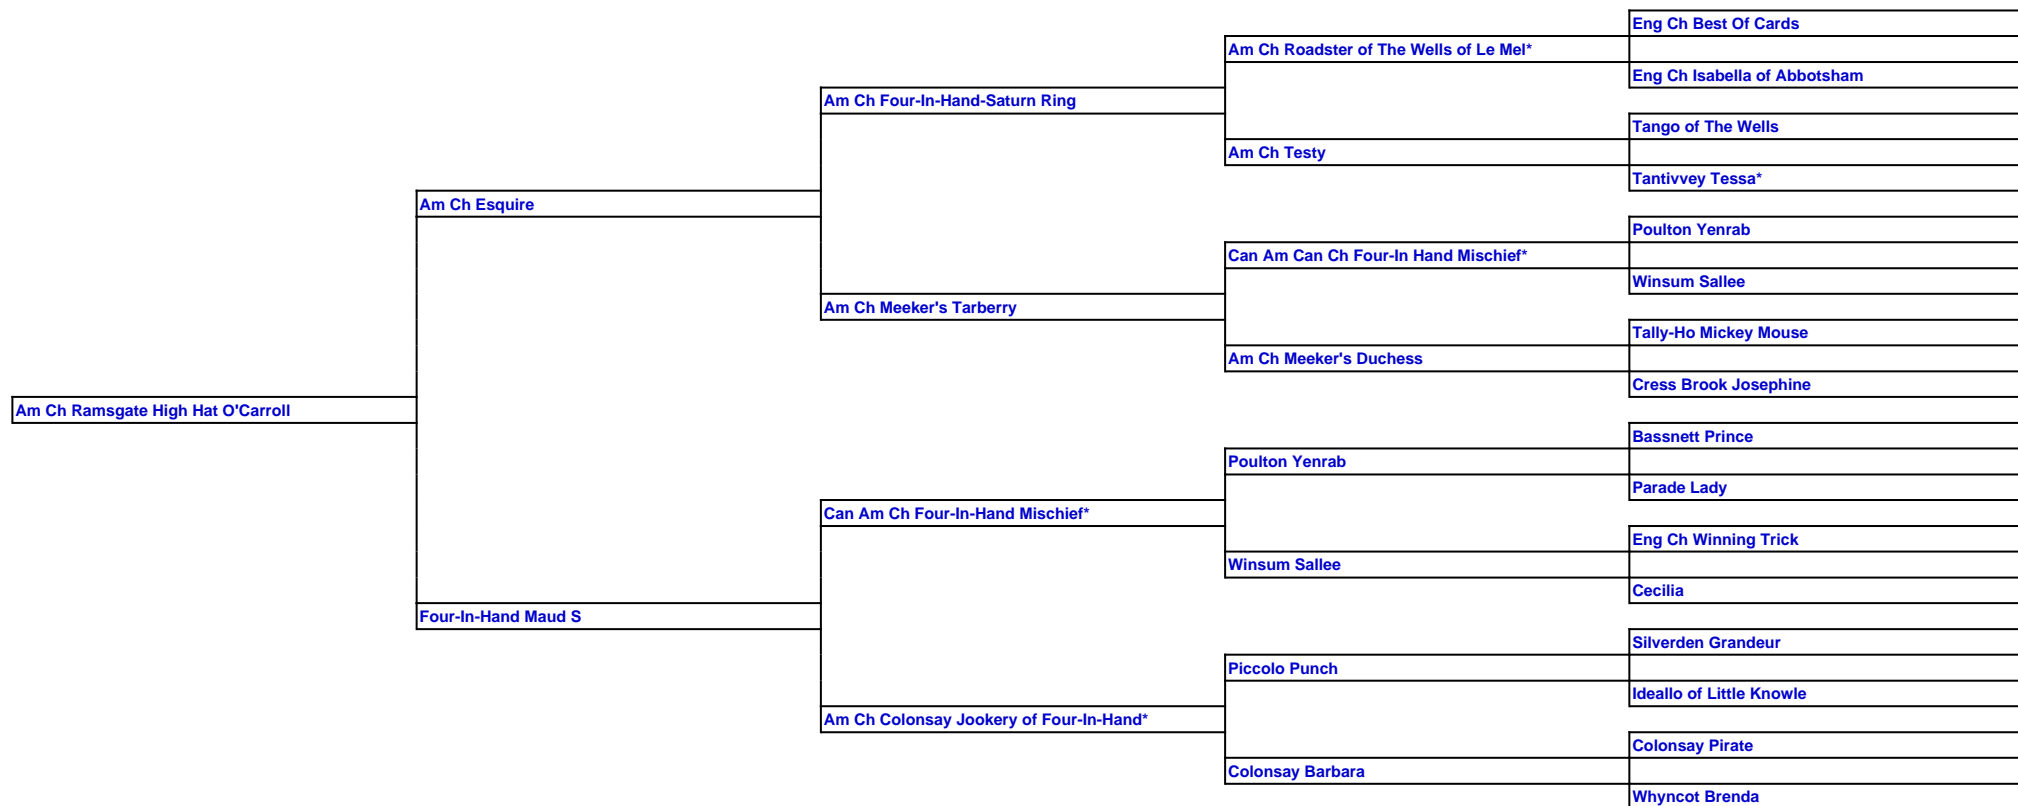 Eng Ch Best Of Cards
Am Ch Roadster of The Wells of Le Mel*
Eng Ch Isabella of Abbotsham
Am Ch Four-In-Hand-Saturn Ring
Tango of The Wells
Am Ch Testy
Tantivvey Tessa*
Am Ch Esquire
Poulton Yenrab
Can Am Can Ch Four-In Hand Mischief*
Winsum Sallee
Am Ch Meeker's Tarberry
Tally-Ho Mickey Mouse
Am Ch Meeker's Duchess
Cress Brook Josephine
Am Ch Ramsgate High Hat O'Carroll
Bassnett Prince
Poulton Yenrab
Parade Lady
Can Am Ch Four-In-Hand Mischief*
Eng Ch Winning Trick
Winsum Sallee
Cecilia
Four-In-Hand Maud S
Silverden Grandeur
Piccolo Punch
Ideallo of Little Knowle
Am Ch Colonsay Jookery of Four-In-Hand*
Colonsay Pirate
Colonsay Barbara
Whyncot Brenda